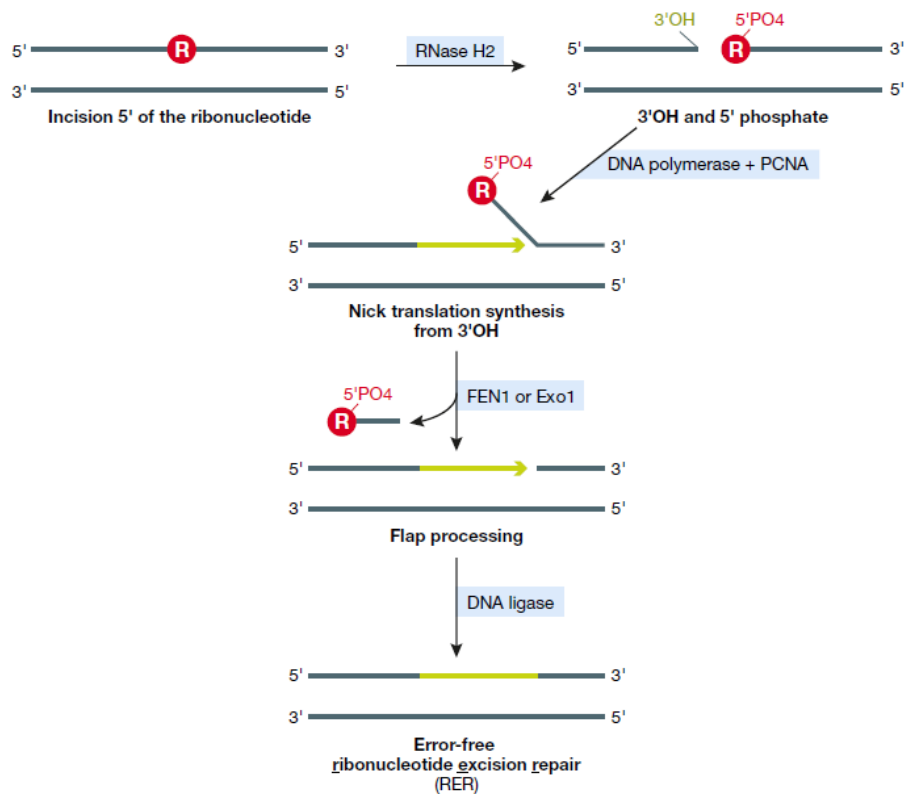 5' R 3'
3' 5'
Incision 5' of the ribonucleotide
RNase H2
3'OH 5'PO4
5' R 3'
3' 5'
3'OH and 5' phosphate
DNA polymerase + PCNA
5'PO4
R
5' 3'
3' 5'
Nick translation synthesis
from 3'OH
FEN1 or Exo1
5'PO4
R
5' 3'
3' 5'
Flap processing
DNA ligase
5' 3'
3' 5'
Error-free
ribonucleotide excision repair
(RER)